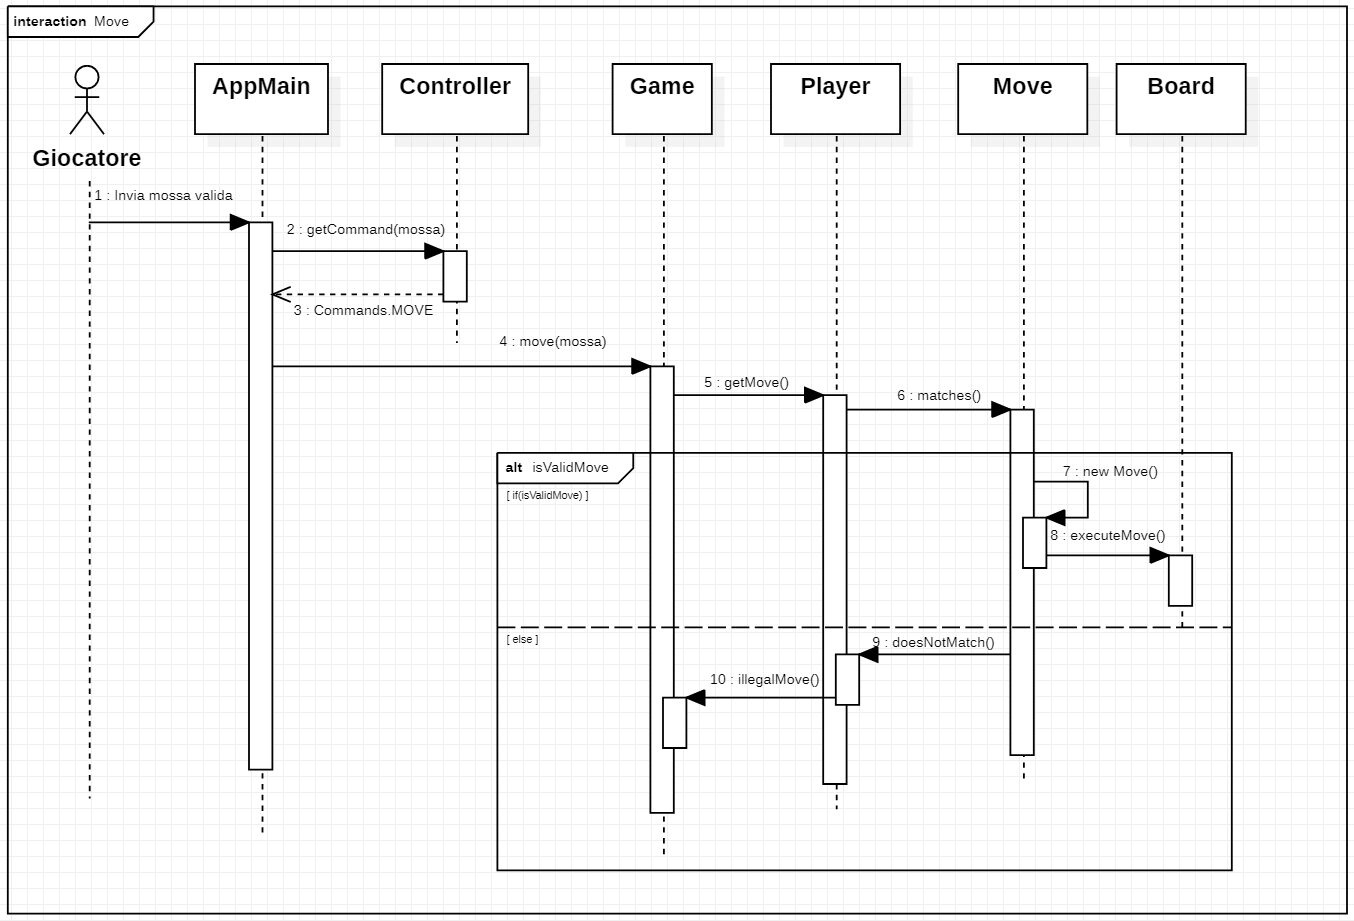 interaction Move
AppMain
Controller
Game
Player
Move
Board
Giocatore
1 : Invia mossa valida
2 : getCommand(mossa)
3 : Commands.MOVE
4 : move(mossa)
5 : getMove()
6 : matches()
alt isValidMove
7 : new Move()
[ if(isValidMove) ]
8 : executeMove()
[ else ]
9 : doesNotMatch()
10 : illegalMove()